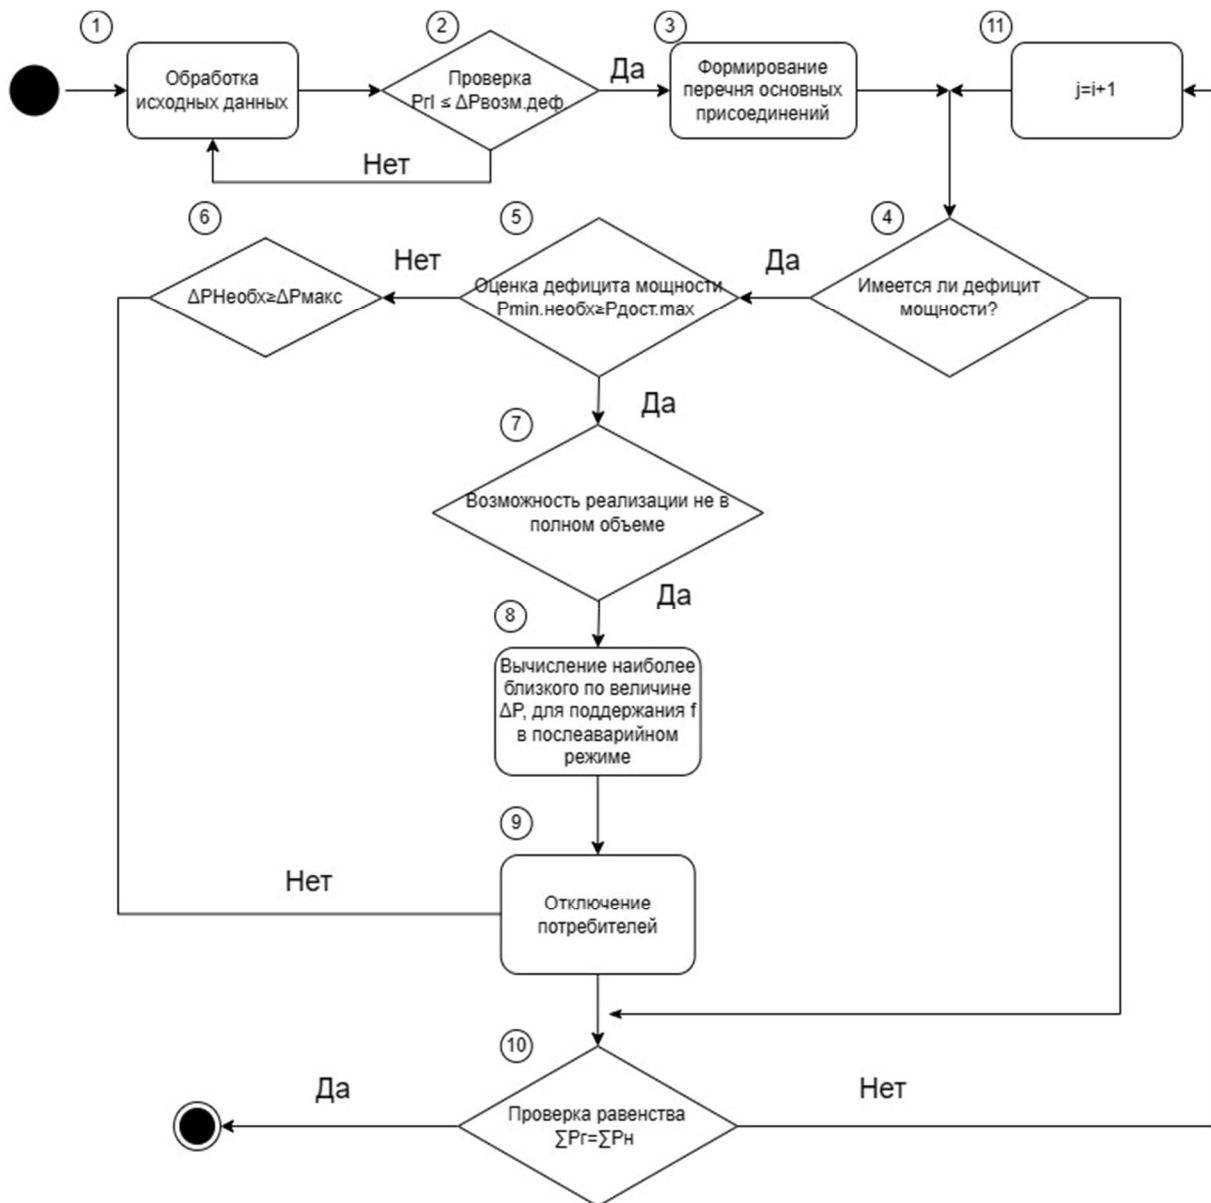 1
Обработка
исходных данных
2
Проверка
PrI ≤ ΔPвозм.деф
Да
Нет
3
Формирование
перечня основных
присоединений
11
j=i+1
4
Имеется ли дефицит
мощности?
Да
5
Оценка дефицита мощности
Pmin.необх≥Pдост.max
Нет
6
ΔPНеобх≥ΔPмакс
Да
7
Возможность реализации не в
полном объеме
Да
8
Вычисление наиболее
близкого по величине
ΔP, для поддержания f
в послеаварийном
режиме
9
Отключение
потребителей
Нет
10
Проверка равенства
∑Pг=∑Pн
Да
Нет